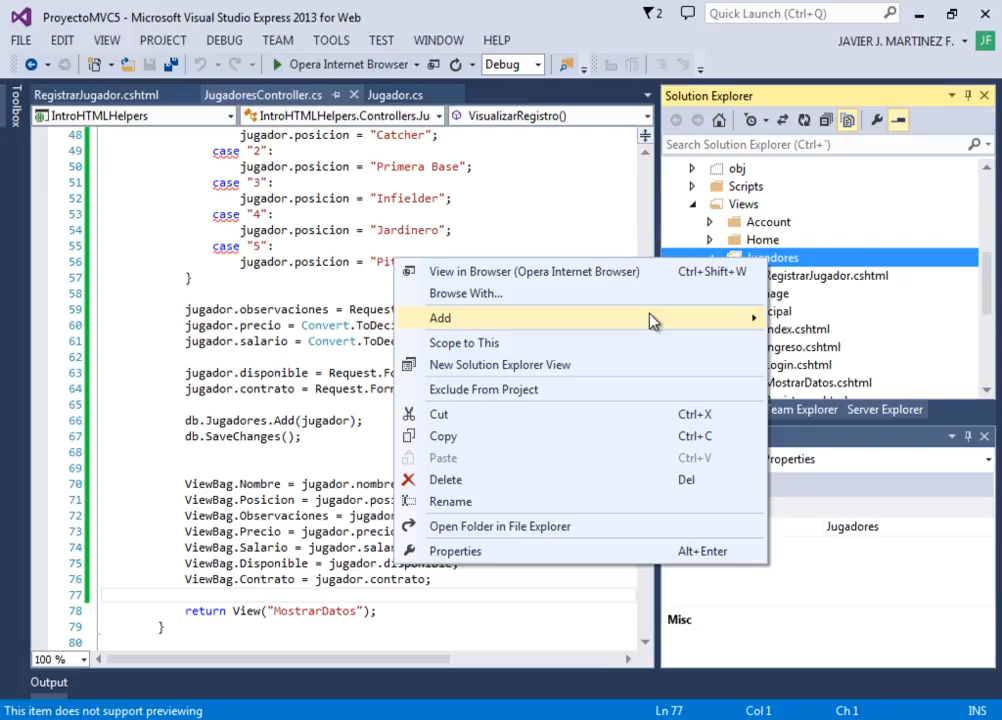 ProyectoMVC5 - Microsoft Visual Studio Express 2013 for Web
2
Quick Launch (Ctrl+Q)
FILE EDIT VIEW PROJECT DEBUG TEAM TOOLS TEST WINDOW HELP
JAVIER J. MARTINEZ F.
JF
Opera Internet Browser
Debug
Toolbox
RegistrarJugador.cshtml
JugadoresController.cs
Jugador.cs
IntroHTMLHelpers
IntroHTMLHelpers.Controllers.Ju
VisualizarRegistro()
48 jugador.posicion = "Catcher";
49 case "2":
50 jugador.posicion = "Primera Base";
51 case "3":
52 jugador.posicion = "Infielder";
53 case "4":
54 jugador.posicion = "Jardinero";
55 case "5":
56 jugador.posicion = "Pit
57 }
58
59 jugador.observaciones = Request.
60 jugador.precio = Convert.ToDeci
61 jugador.salario = Convert.ToDec
62
63 jugador.disponible = Request.Fo
64 jugador.contrato = Request.Form
65
66 db.Jugadores.Add(jugador);
67 db.SaveChanges();
68
69
70 ViewBag.Nombre = jugador.nombre
71 ViewBag.Posicion = jugador.posi
72 ViewBag.Observaciones = jugador
73 ViewBag.Precio = jugador.precio
74 ViewBag.Salario = jugador.salar
75 ViewBag.Disponible = jugador.disponible;
76 ViewBag.Contrato = jugador.contrato;
77
78 return View("MostrarDatos");
79 }
80
100 %
View in Browser (Opera Internet Browser) Ctrl+Shift+W
Browse With...
Add
Scope to This
New Solution Explorer View
Exclude From Project
Cut Ctrl+X
Copy Ctrl+C
Paste Ctrl+V
Delete Del
Rename
Open Folder in File Explorer
Properties Alt+Enter
Solution Explorer
Search Solution Explorer (Ctrl+¨)
obj
Scripts
Views
Account
Home
Jugadores
RegistrarJugador.cshtml
age
cipal
ndex.cshtml
ngreso.cshtml
ogin.cshtml
MostrarDatos.cshtml
eam Explorer
Server Explorer
roperties
Jugadores
Misc
Output
This item does not support previewing
Ln 77
Col 1
Ch 1
INS